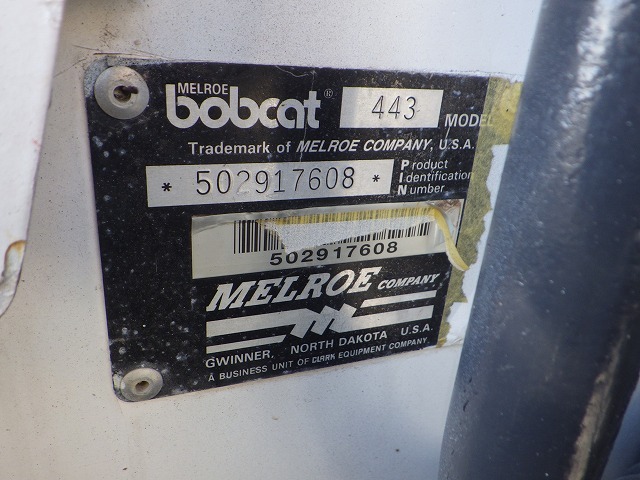 MELROE
bobcat® 443 MODEL
Trademark of MELROE COMPANY, U.S.A.
* 502917608 * Product Identification Number
502917608
MELROE COMPANY
GWINNER, NORTH DAKOTA U.S.A.
A BUSINESS UNIT OF CLARK EQUIPMENT COMPANY.